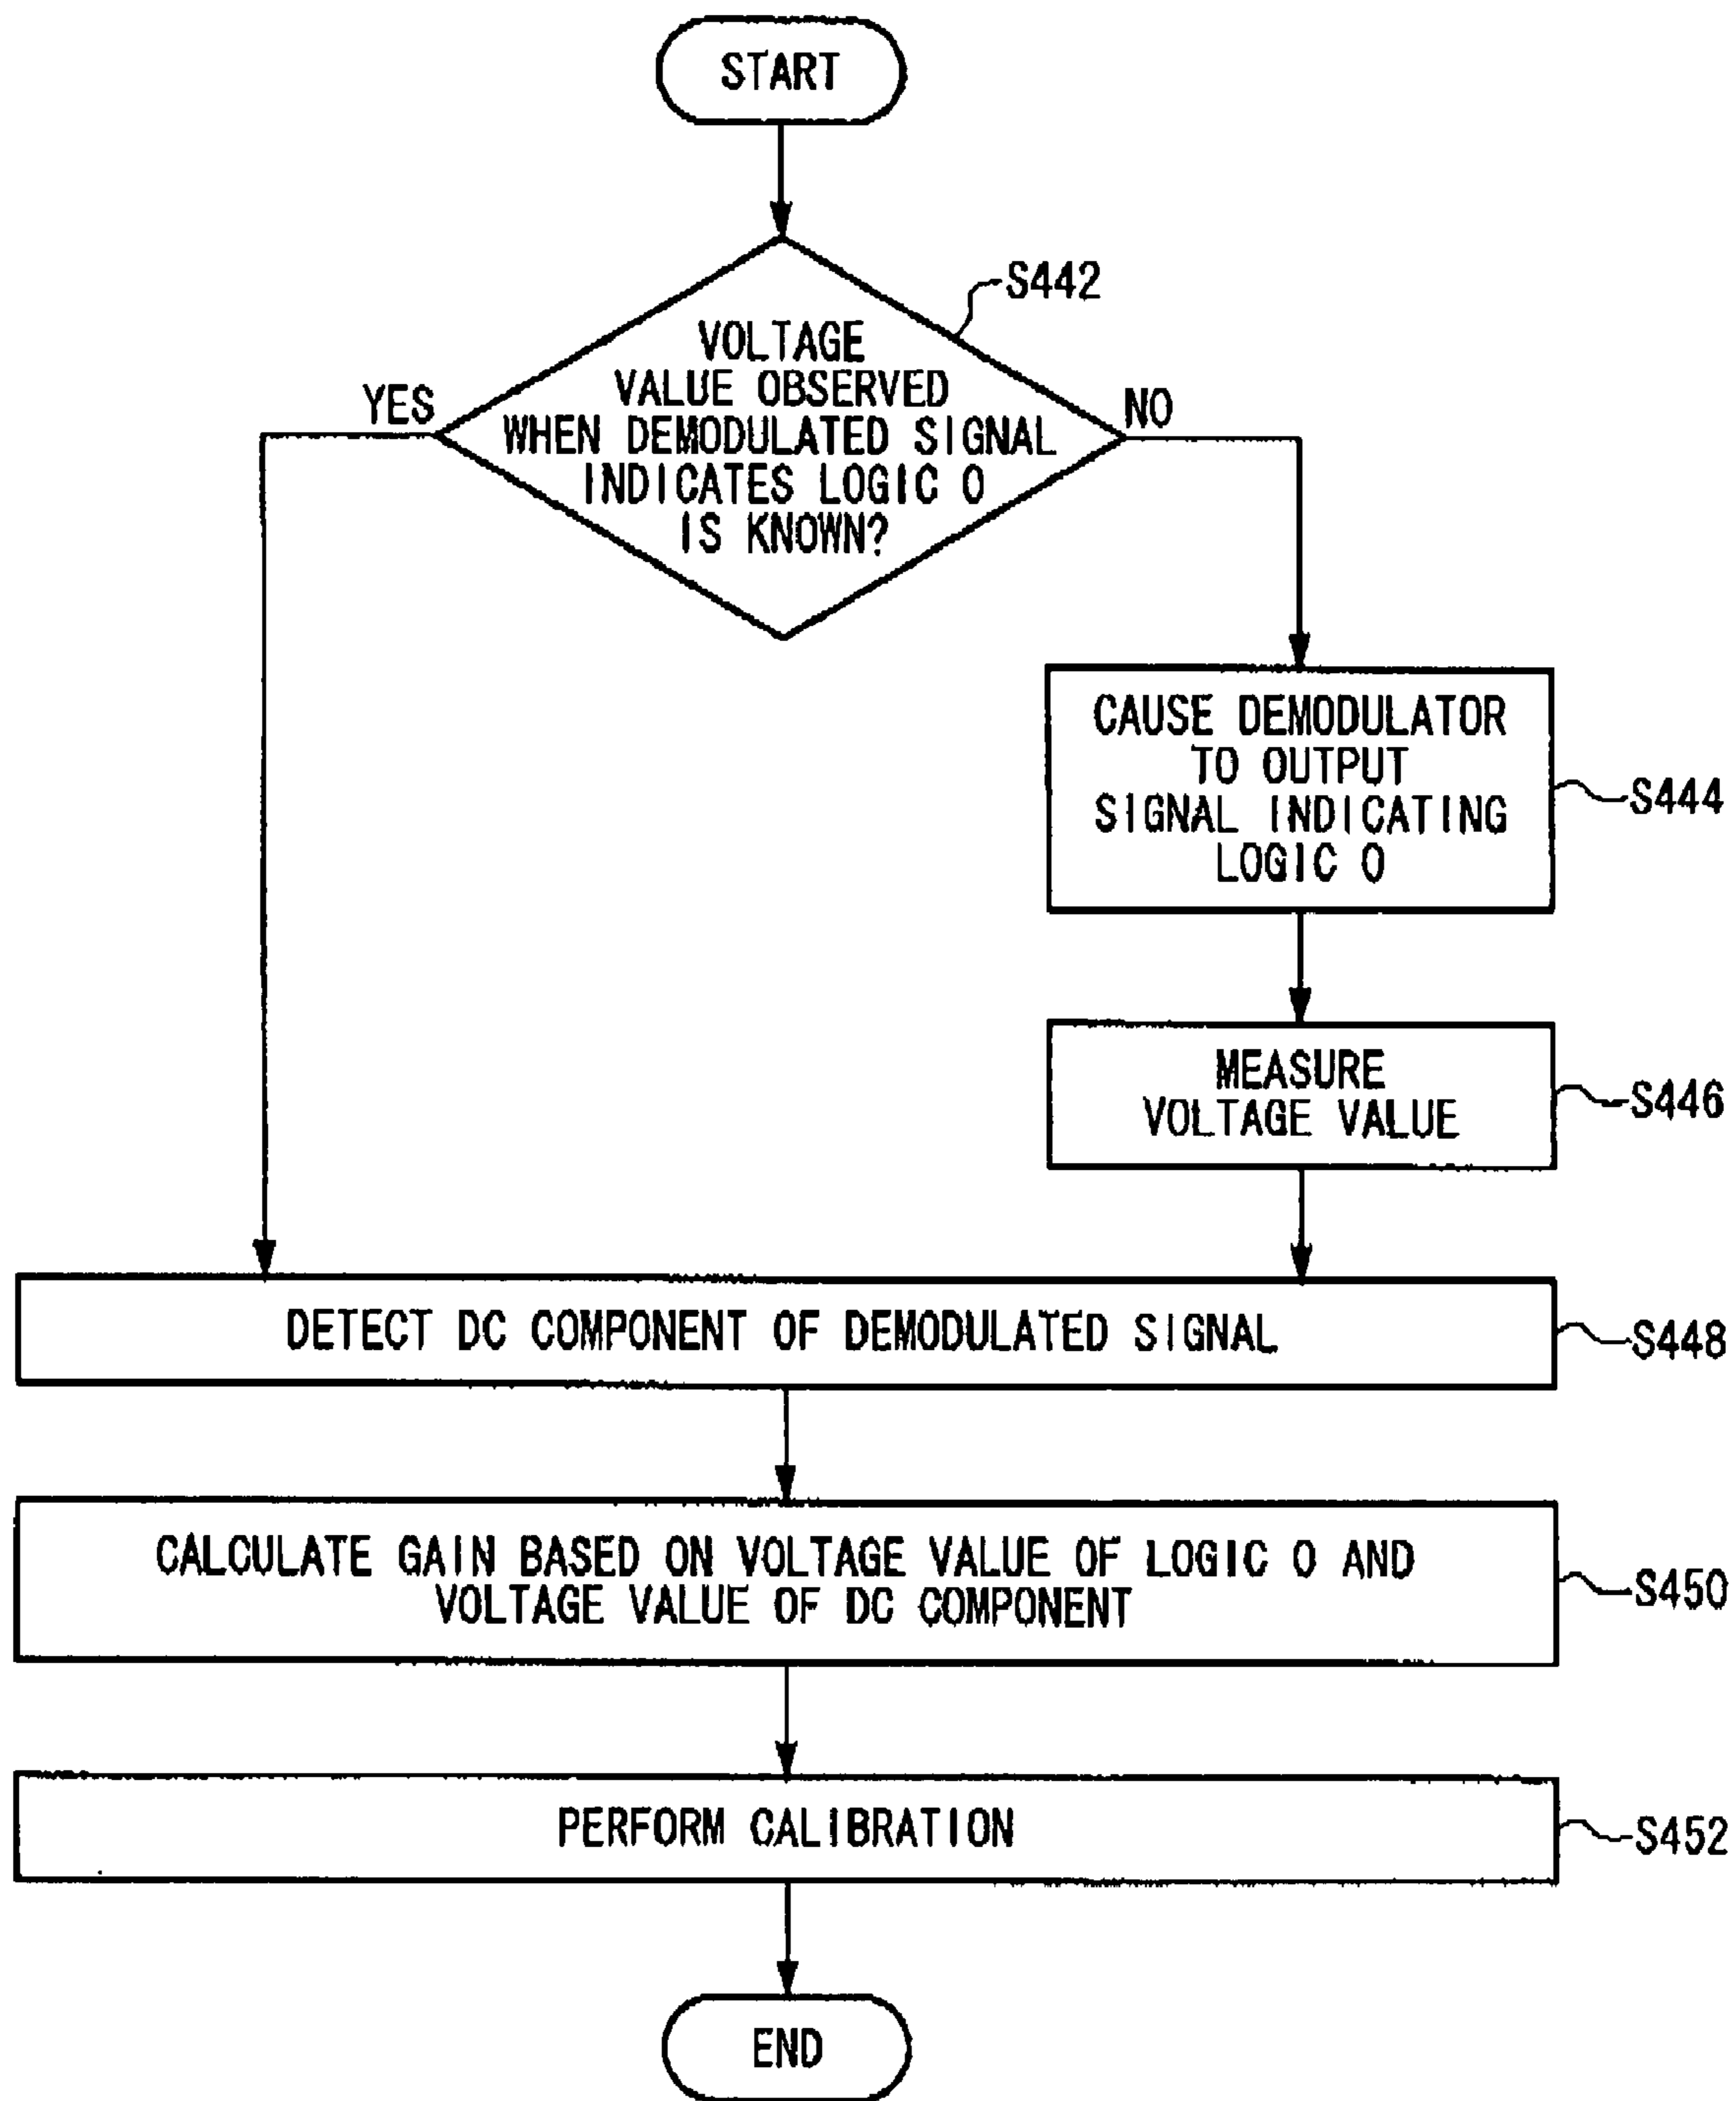 START
S442
VOLTAGE
VALUE OBSERVED
WHEN DEMODULATED SIGNAL
INDICATES LOGIC 0
IS KNOWN?
YES
NO
CAUSE DEMODULATOR
TO OUTPUT
SIGNAL INDICATING
LOGIC 0
S444
MEASURE
VOLTAGE VALUE
S446
DETECT DC COMPONENT OF DEMODULATED SIGNAL
S448
CALCULATE GAIN BASED ON VOLTAGE VALUE OF LOGIC 0 AND
VOLTAGE VALUE OF DC COMPONENT
S450
PERFORM CALIBRATION
S452
END